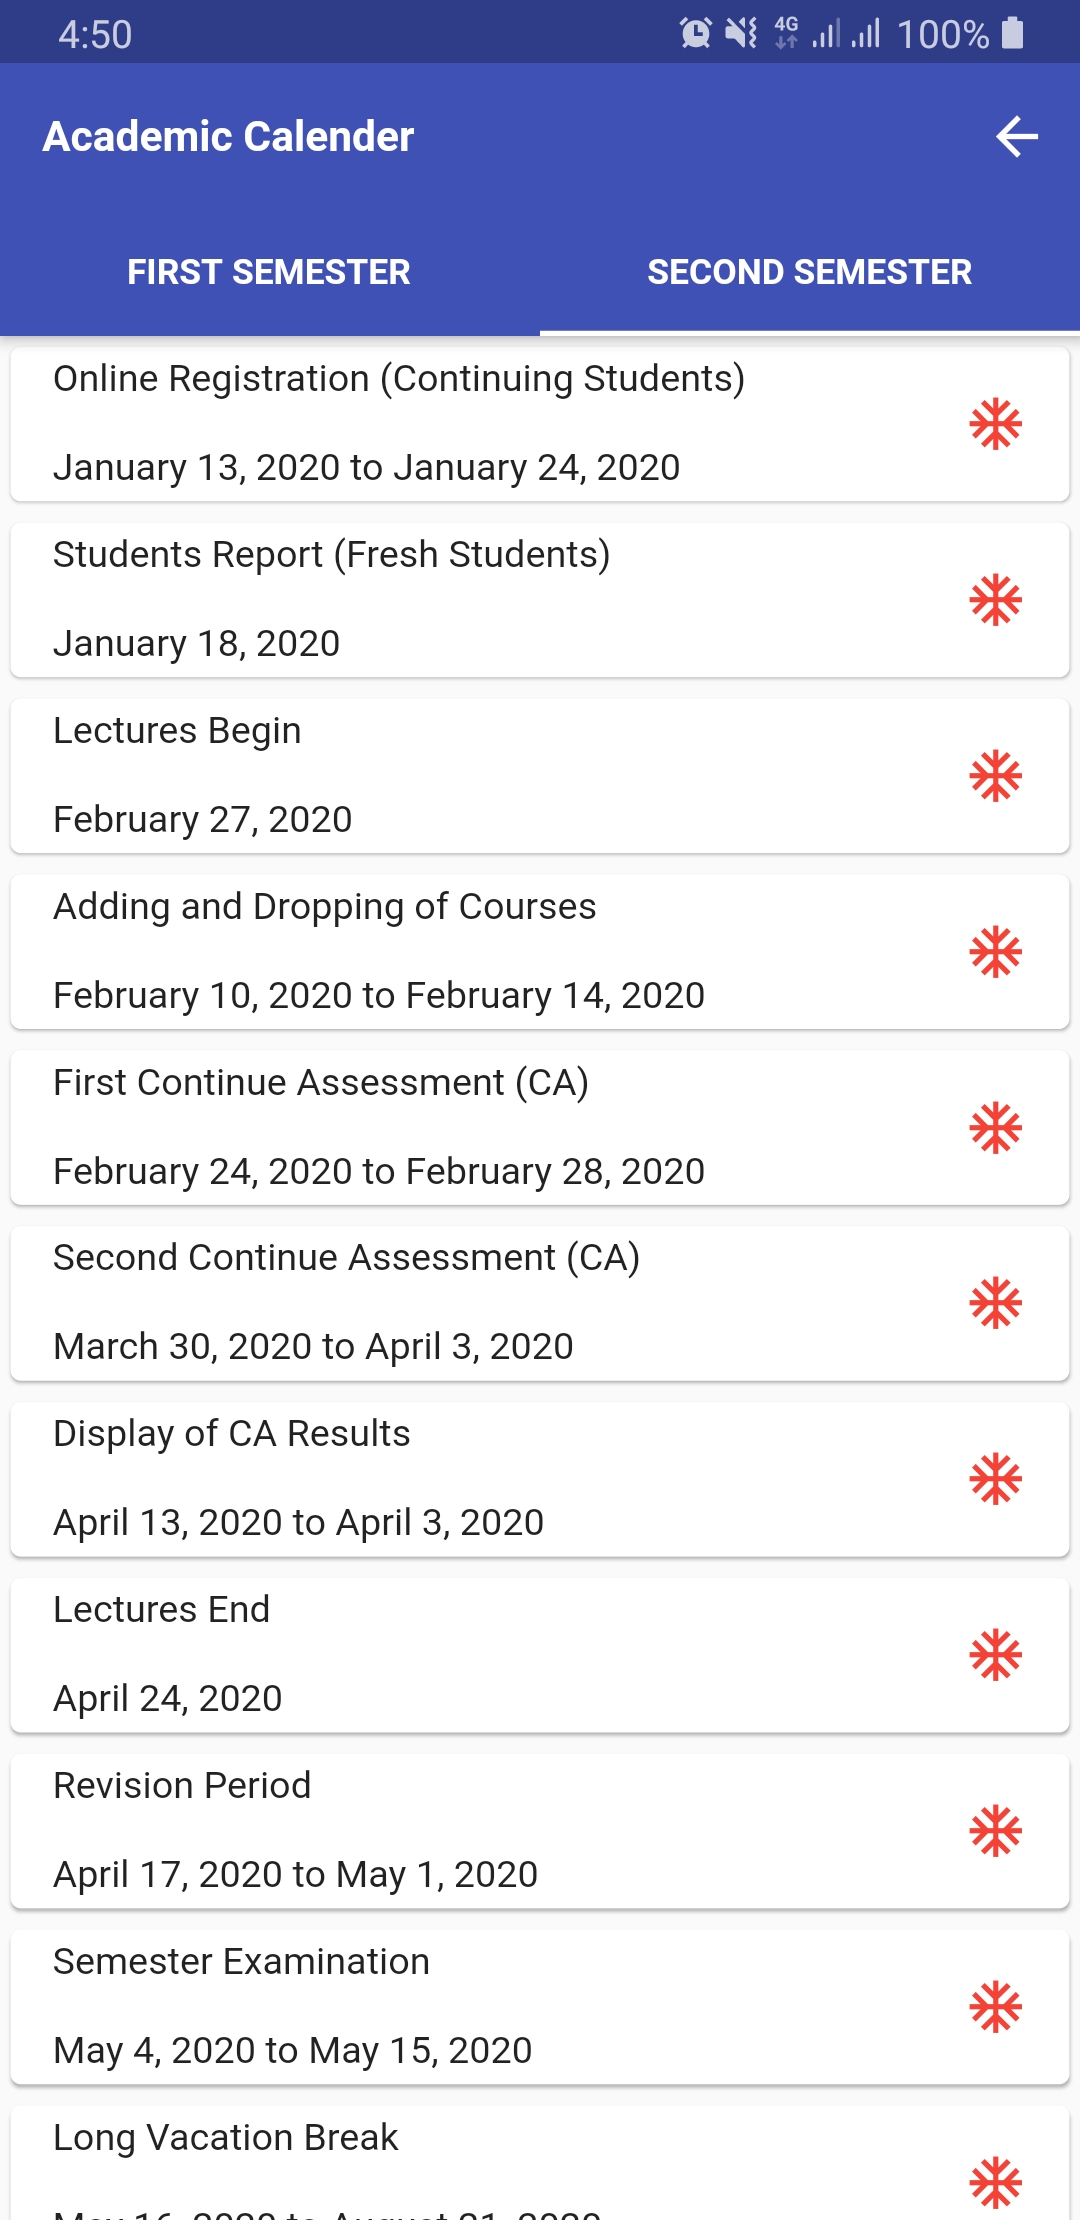 4:50
4G
100%
Academic Calender
FIRST SEMESTER
SECOND SEMESTER
Online Registration (Continuing Students)
January 13, 2020 to January 24, 2020
Students Report (Fresh Students)
January 18, 2020
Lectures Begin
February 27, 2020
Adding and Dropping of Courses
February 10, 2020 to February 14, 2020
First Continue Assessment (CA)
February 24, 2020 to February 28, 2020
Second Continue Assessment (CA)
March 30, 2020 to April 3, 2020
Display of CA Results
April 13, 2020 to April 3, 2020
Lectures End
April 24, 2020
Revision Period
April 17, 2020 to May 1, 2020
Semester Examination
May 4, 2020 to May 15, 2020
Long Vacation Break